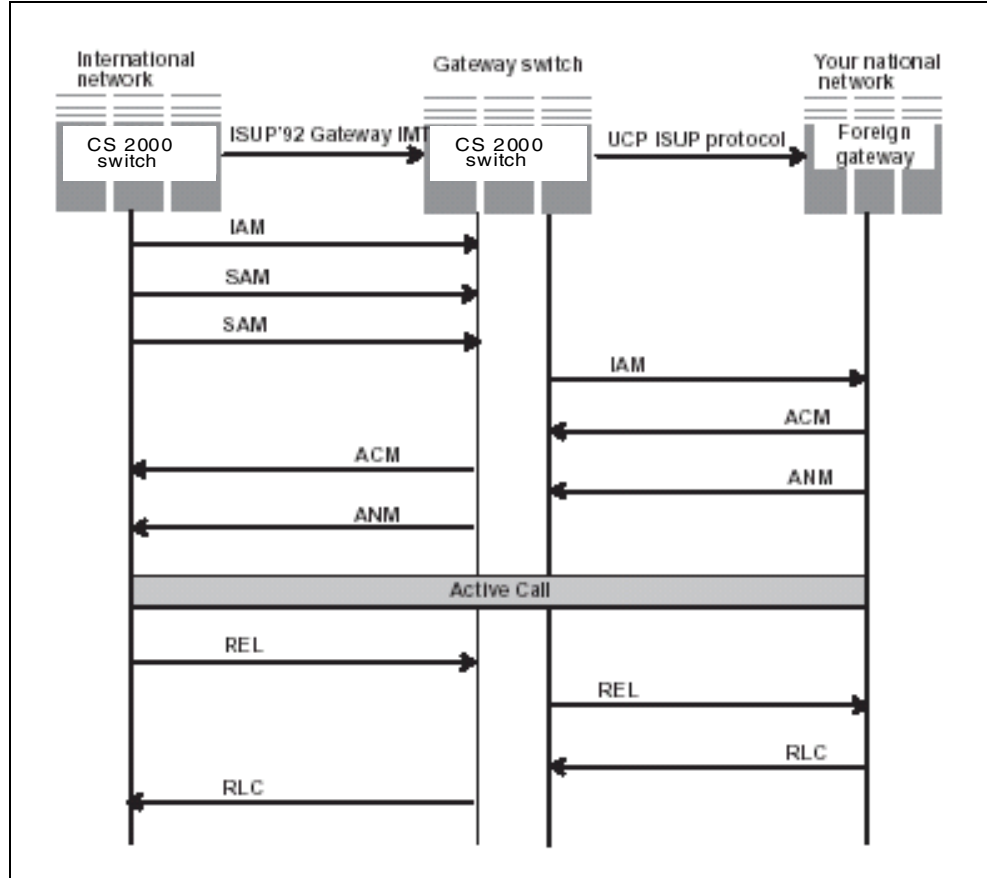 International
network
Gateway switch
Your national
network
CS 2000
switch
ISUP'92 Gateway IMT
CS 2000
switch
UCP ISUP protocol
Foreign
gateway
IAM
SAM
SAM
IAM
ACM
ACM
ANM
ANM
Active Call
REL
REL
RLC
RLC